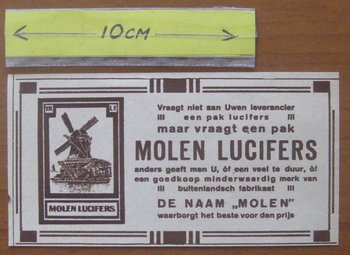 10CM
Vraagt niet aan Uwen leverancier
een pak lucifers
maar vraagt een pak
MOLEN LUCIFERS
anders geeft men U, òf een veel te duur, òf
een goedkoop minderwaardig merk van
buitenlandsch fabrikaat
DE NAAM „MOLEN"
waarborgt het beste voor den prijs
MOLEN LUCIFERS